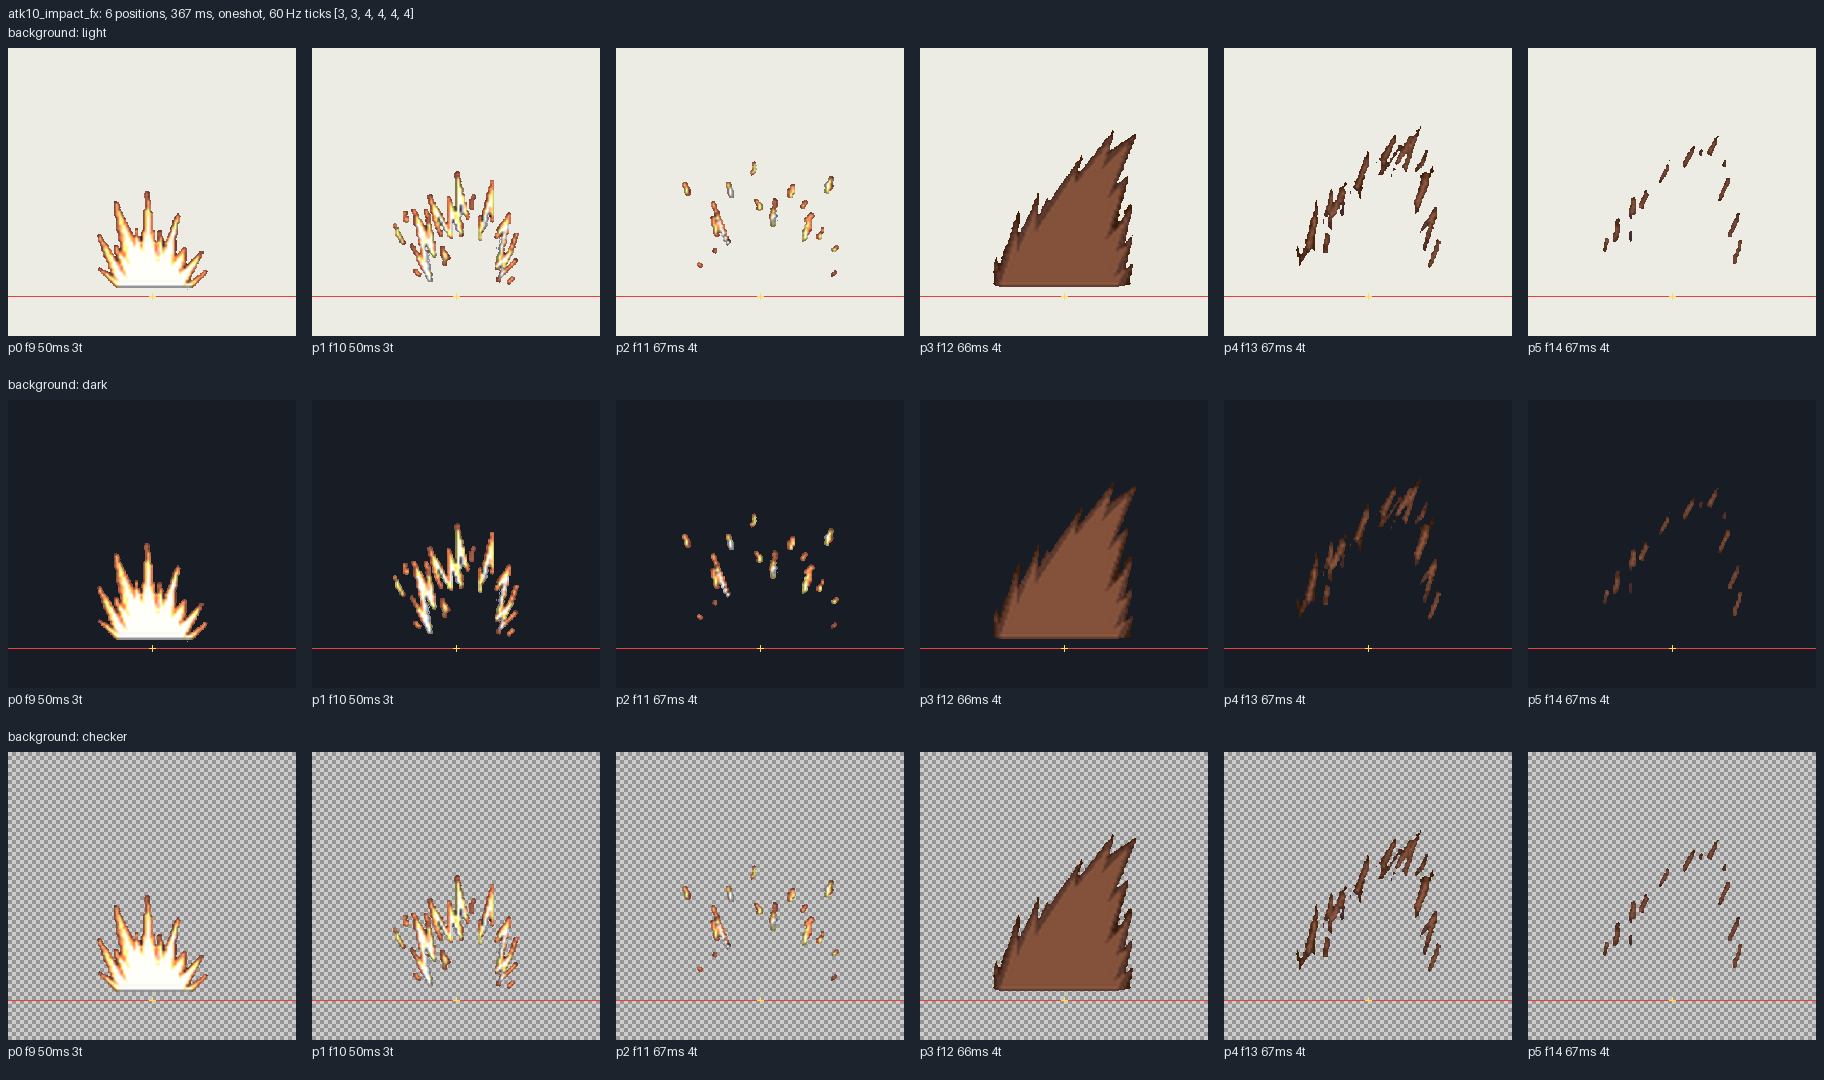 atk10_impact_fx: 6 positions, 367 ms, oneshot, 60 Hz ticks [3, 3, 4, 4, 4, 4]
background: light
p0 f9 50ms 3t
p1 f10 50ms 3t
p2 f11 67ms 4t
p3 f12 66ms 4t
p4 f13 67ms 4t
p5 f14 67ms 4t
background: dark
p0 f9 50ms 3t
p1 f10 50ms 3t
p2 f11 67ms 4t
p3 f12 66ms 4t
p4 f13 67ms 4t
p5 f14 67ms 4t
background: checker
p0 f9 50ms 3t
p1 f10 50ms 3t
p2 f11 67ms 4t
p3 f12 66ms 4t
p4 f13 67ms 4t
p5 f14 67ms 4t